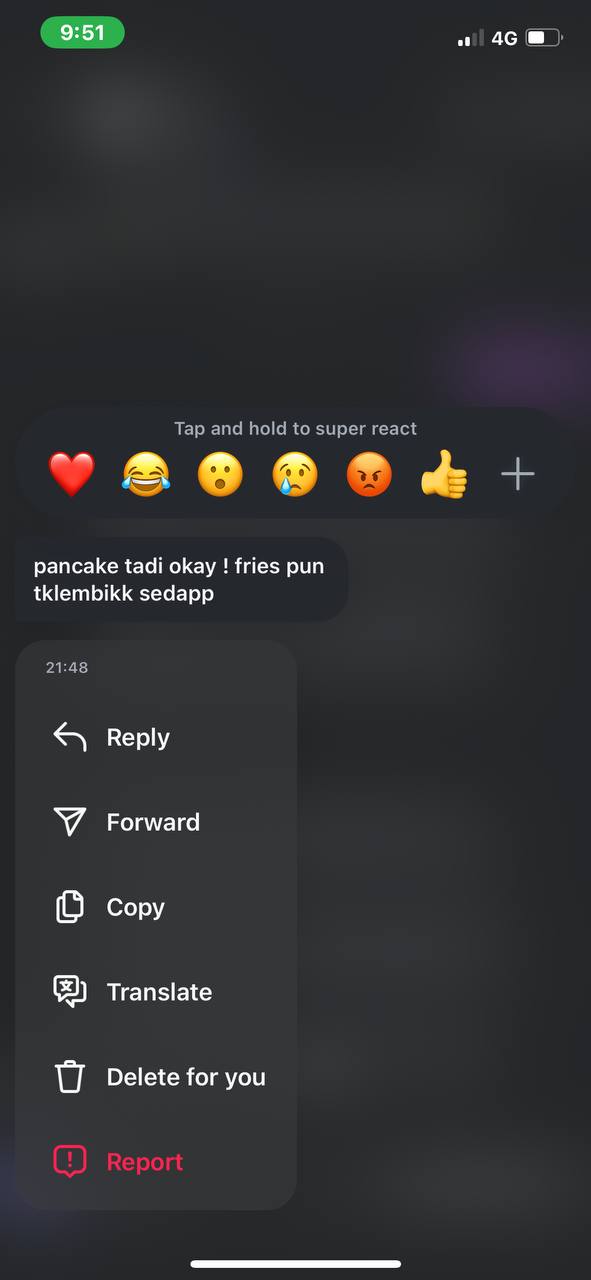 9:51
4G
Tap and hold to super react
pancake tadi okay ! fries pun
tklembikk sedapp
21:48
Reply
Forward
Copy
Translate
Delete for you
Report